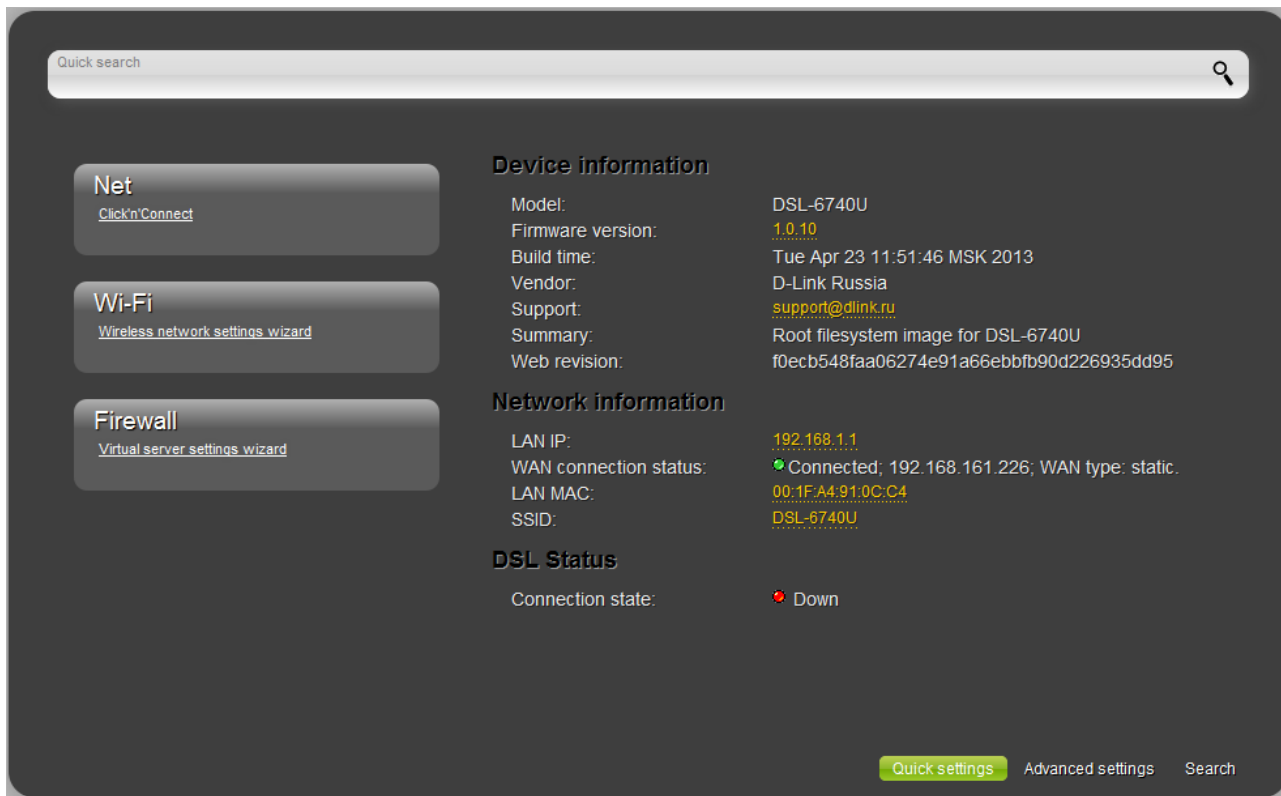 Quick search
Net
Click'n'Connect
Wi-Fi
Wireless network settings wizard
Firewall
Virtual server settings wizard
Device information
Model: DSL-6740U
Firmware version: 1.0.10
Build time: Tue Apr 23 11:51:46 MSK 2013
Vendor: D-Link Russia
Support: support@dlink.ru
Summary: Root filesystem image for DSL-6740U
Web revision: f0ecb548faa06274e91a66ebbfb90d226935dd95
Network information
LAN IP: 192.168.1.1
WAN connection status: Connected; 192.168.161.226; WAN type: static.
LAN MAC: 00:1F:A4:91:0C:C4
SSID: DSL-6740U
DSL Status
Connection state: Down
Quick settings Advanced settings Search